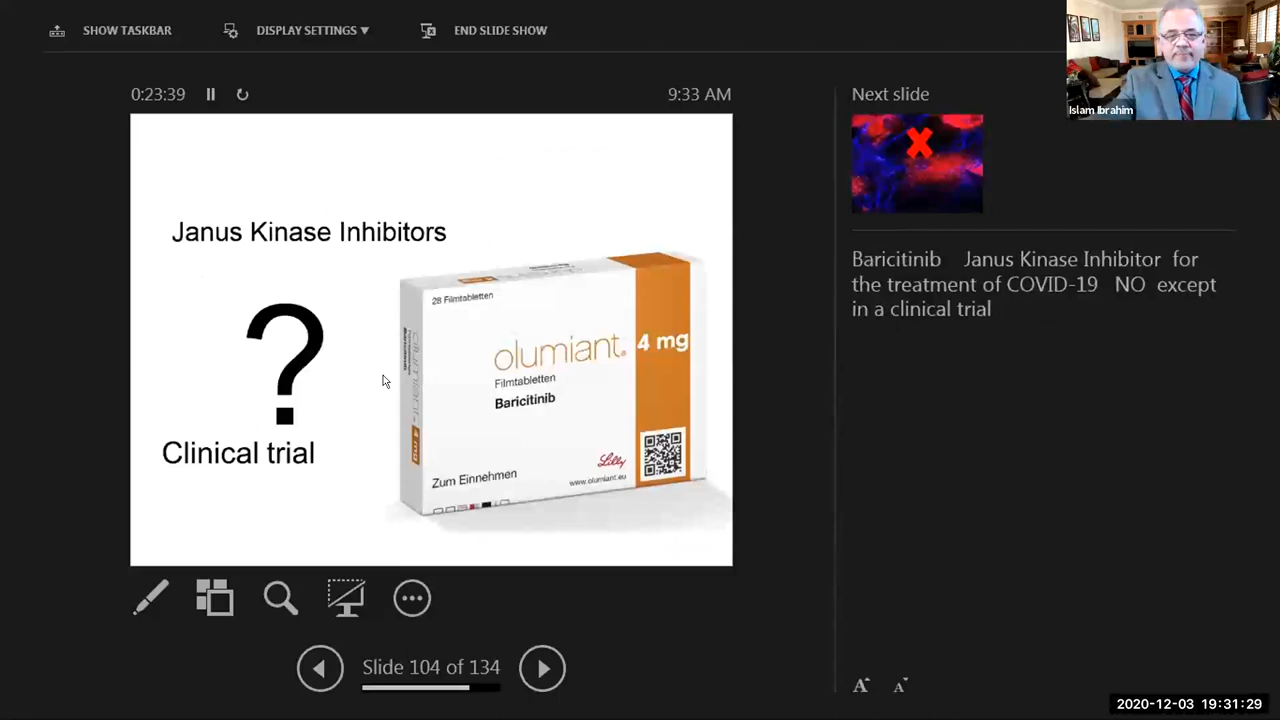 SHOW TASKBAR
DISPLAY SETTINGS ▼
END SLIDE SHOW
Islam Ibrahim
0:23:39
9:33 AM
Next slide
Janus Kinase Inhibitors
?
Clinical trial
28 Filmtabletten
olumiant® 4 mg
Filmtabletten
Baricitinib
Zum Einnehmen
Lilly
www.olumiant.eu
olumiant
4 mg
Baricitinib Janus Kinase Inhibitor for
the treatment of COVID-19 NO except
in a clinical trial
Slide 104 of 134
A A
2020-12-03 19:31:29